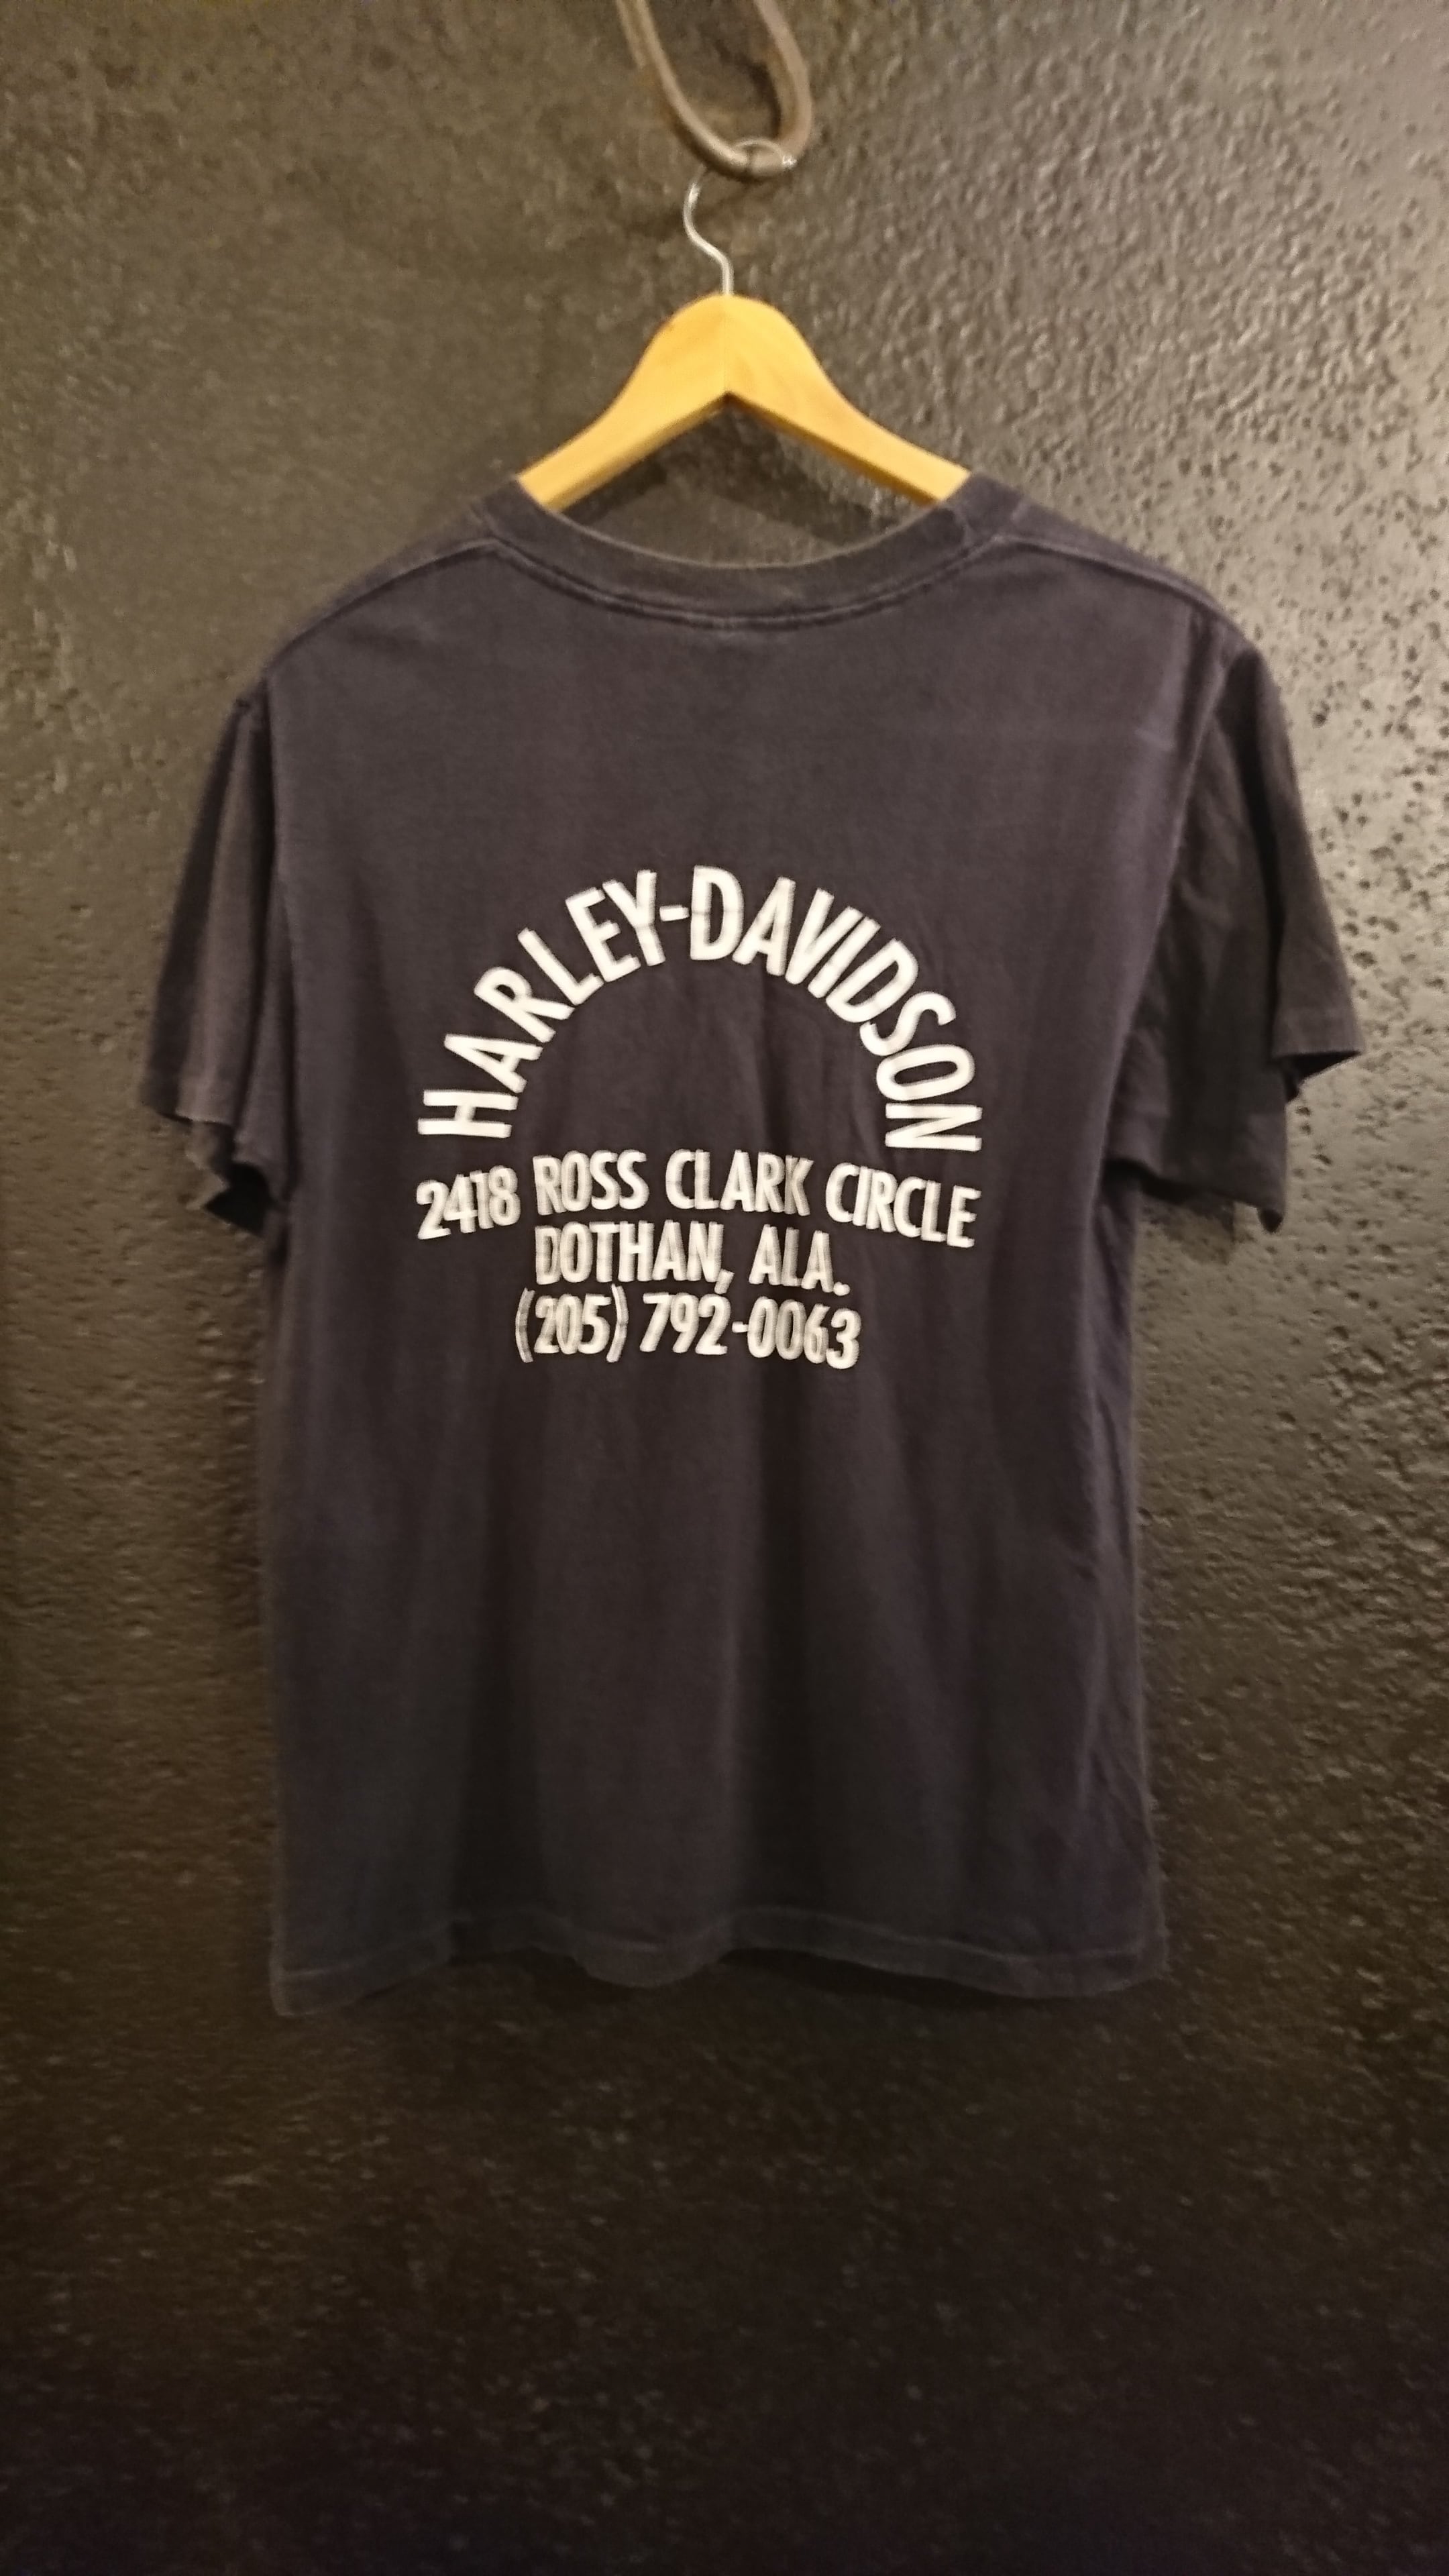 HARLEY-DAVIDSON
2418 ROSS CLARK CIRCLE
DOTHAN, ALA.
(205) 792-0063